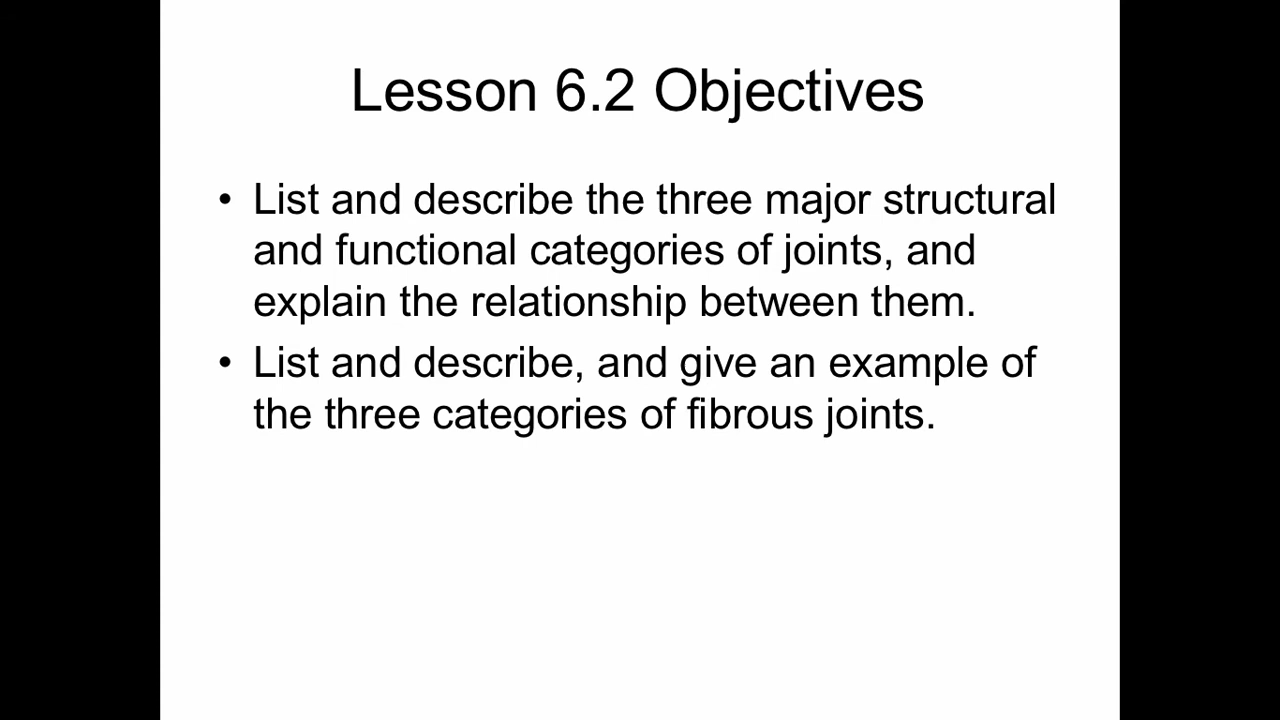 Lesson 6.2 Objectives
• List and describe the three major structural
and functional categories of joints, and
explain the relationship between them.
• List and describe, and give an example of
the three categories of fibrous joints.